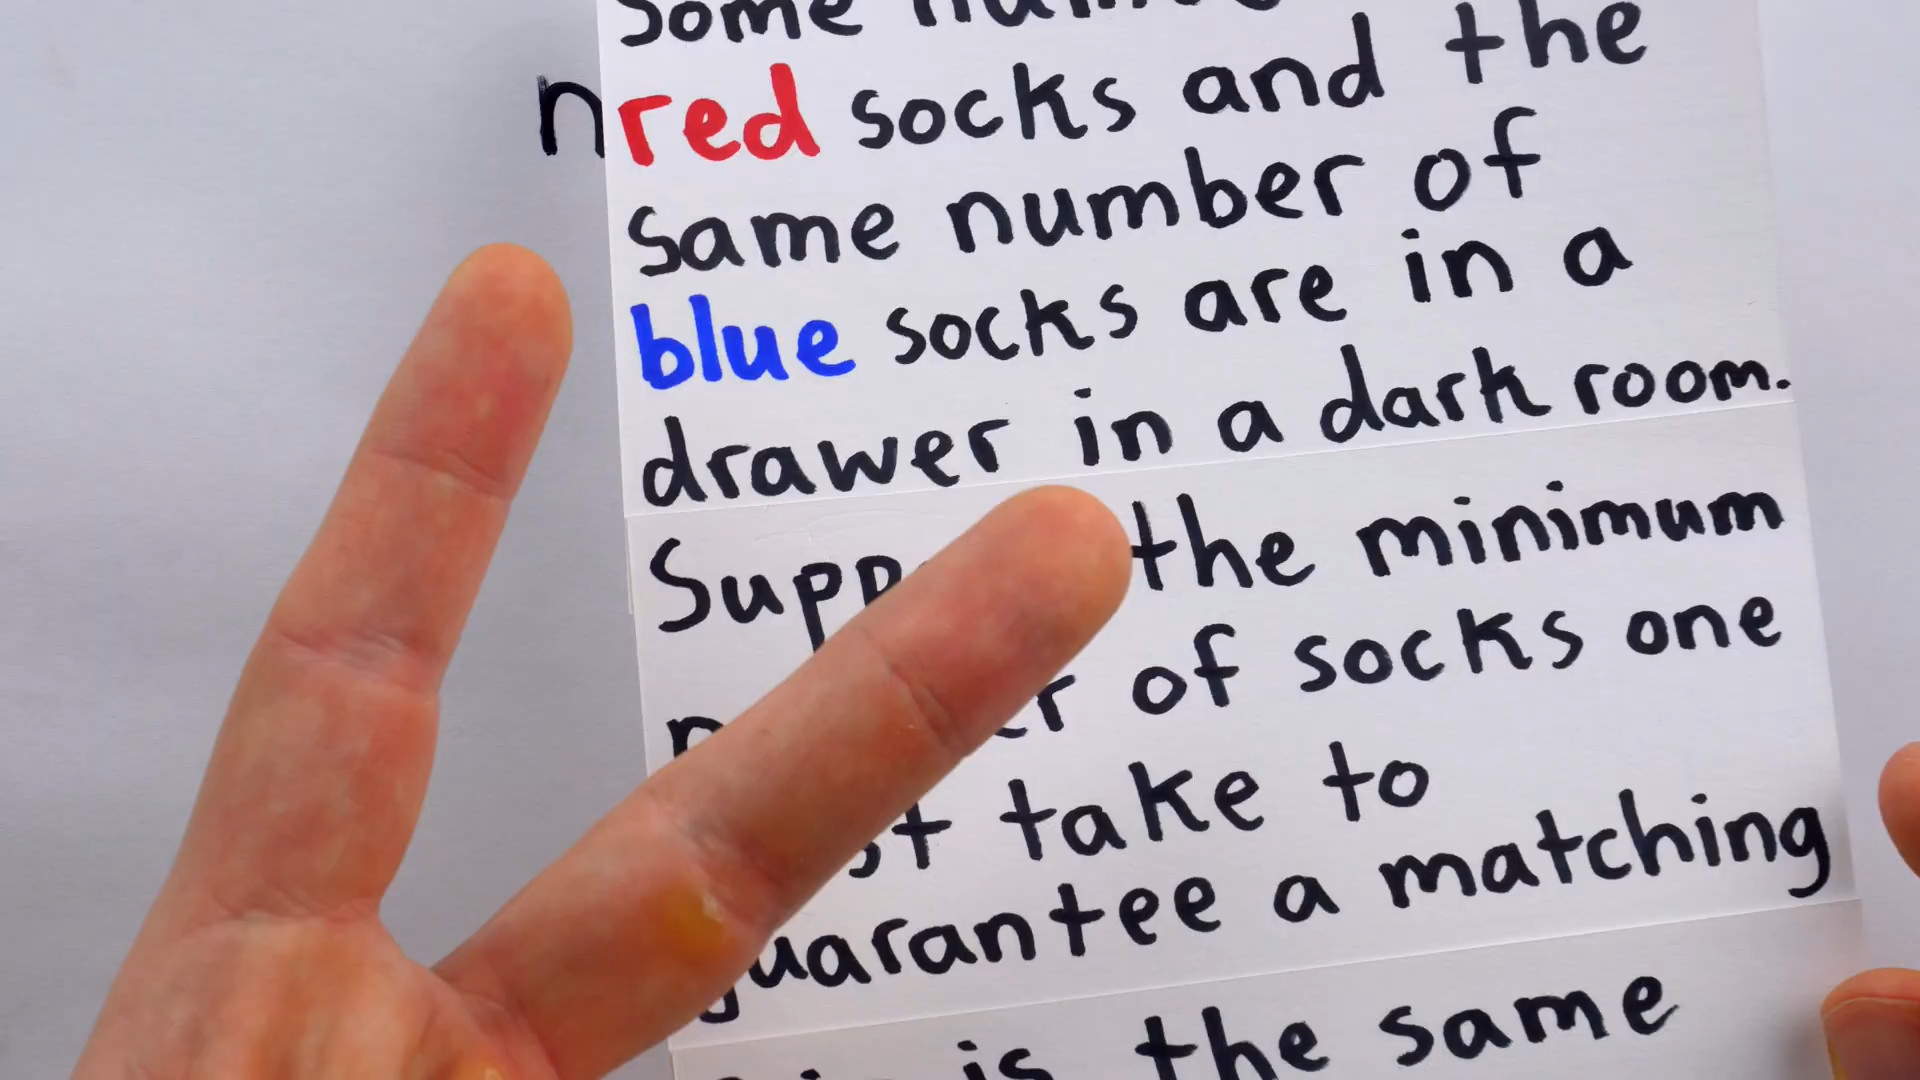 Some
n
red socks and the
same number of
blue socks are in a
drawer in a dark room.
the minimum
of socks one
take to
a matching
is the same